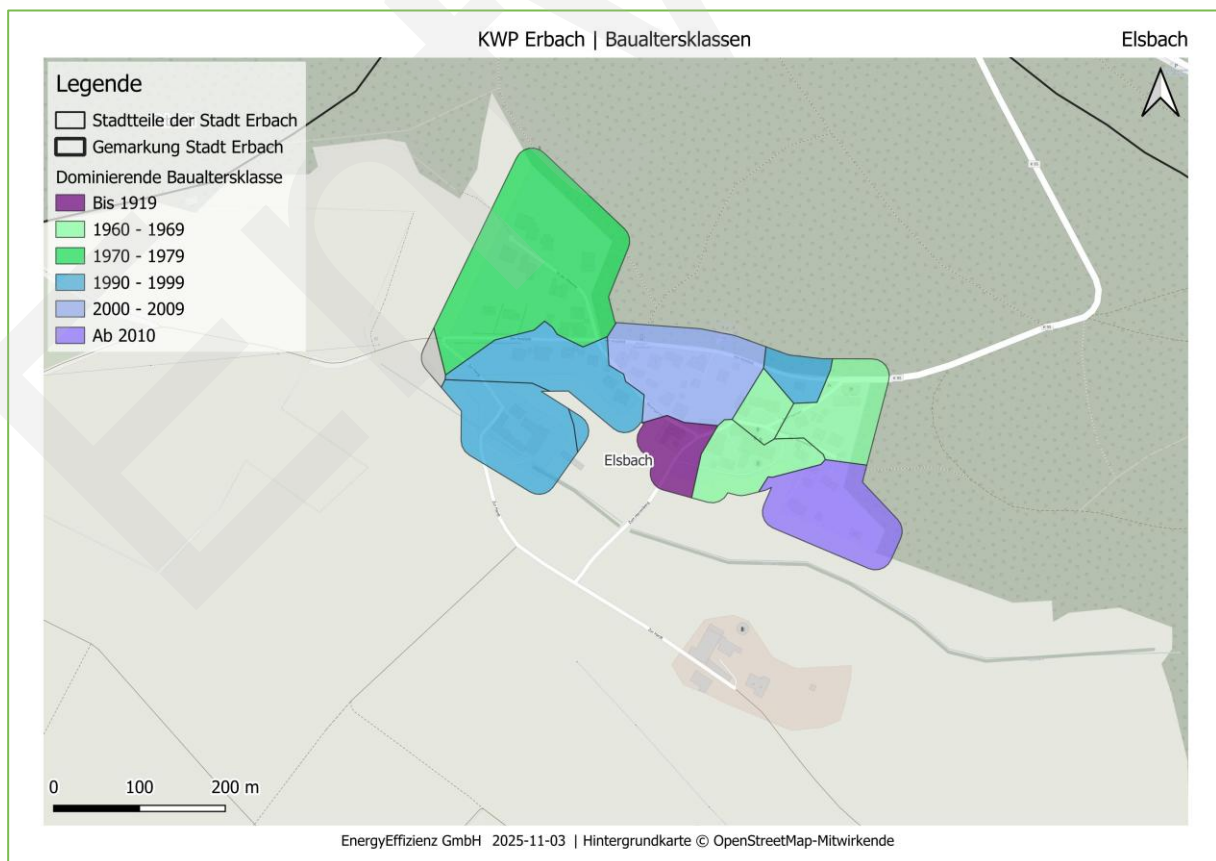 KWP Erbach | Baualtersklassen
Elsbach
Legende
Stadtteile der Stadt Erbach
Gemarkung Stadt Erbach
Dominierende Baualtersklasse
Bis 1919
1960 - 1969
1970 - 1979
1990 - 1999
2000 - 2009
Ab 2010
Elsbach
0 100 200 m
EnergyEffizienz GmbH 2025-11-03 | Hintergrundkarte © OpenStreetMap-Mitwirkende